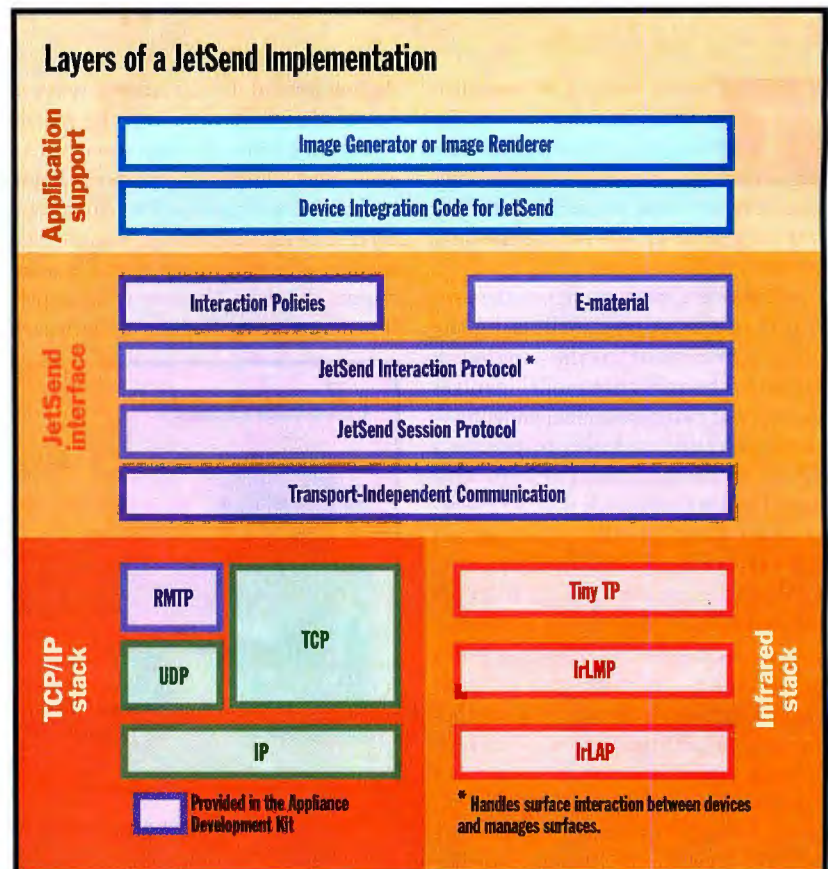 Layers of a JetSend Implementation
Application
support
Image Generator or Image Renderer
Device Integration Code for JetSend
JetSend
interface
Interaction Policies
E-material
JetSend Interaction Protocol *
JetSend Session Protocol
Transport-Independent Communication
TCP/IP
stack
RMTP
TCP
UDP
IP
Tiny TP
IrLMP
IrLAP
Infrared
stack
Provided in the Appliance
Development Kit
* Handles surface interaction between devices
and manages surfaces.